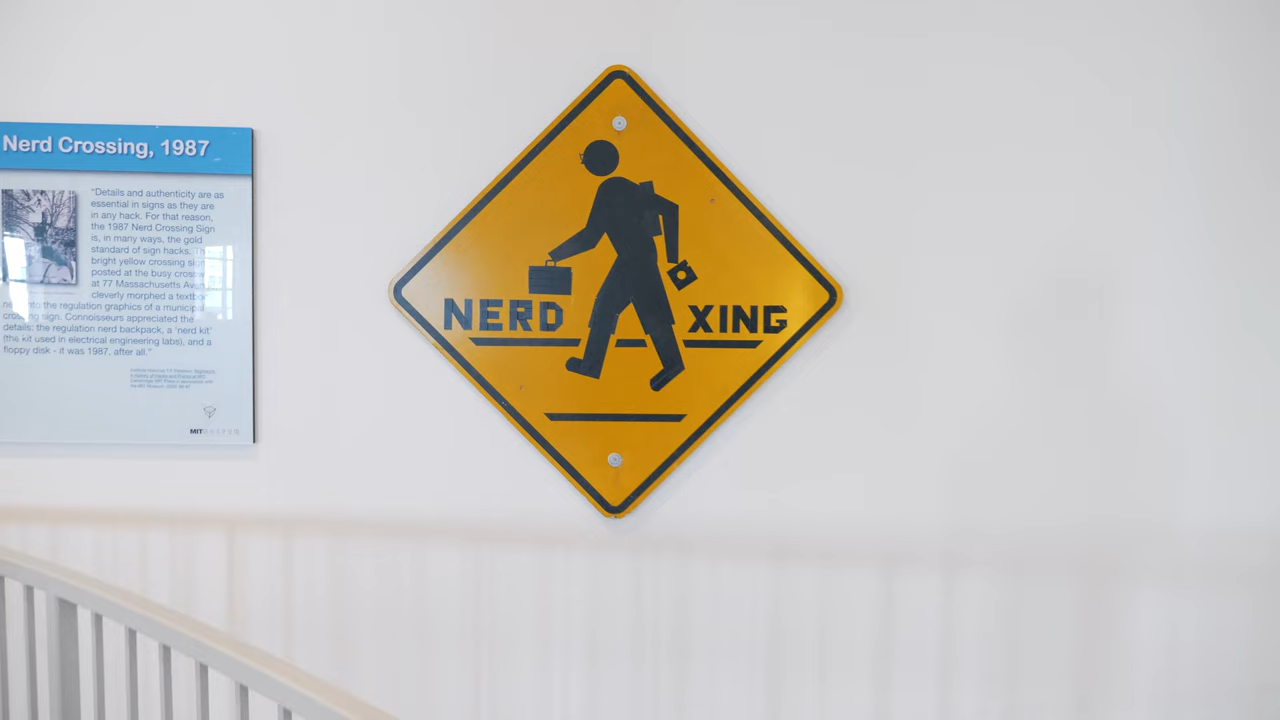 Nerd Crossing, 1987
"Details and authenticity are as
essential in signs as they are
in any hack. For that reason,
the 1987 Nerd Crossing Sign
is, in many ways, the gold
standard of sign hacks. The
bright yellow crossing sign
posted at the busy
at 77 Massachusetts
cleverly morphed a
into the regulation graphics of a municipal
crossing sign. Connoisseurs appreciated the
details: the regulation nerd backpack, a 'nerd kit'
(the kit used in electrical engineering labs), and a
floppy disk - it was 1987, after all."
MIT
NERD XING